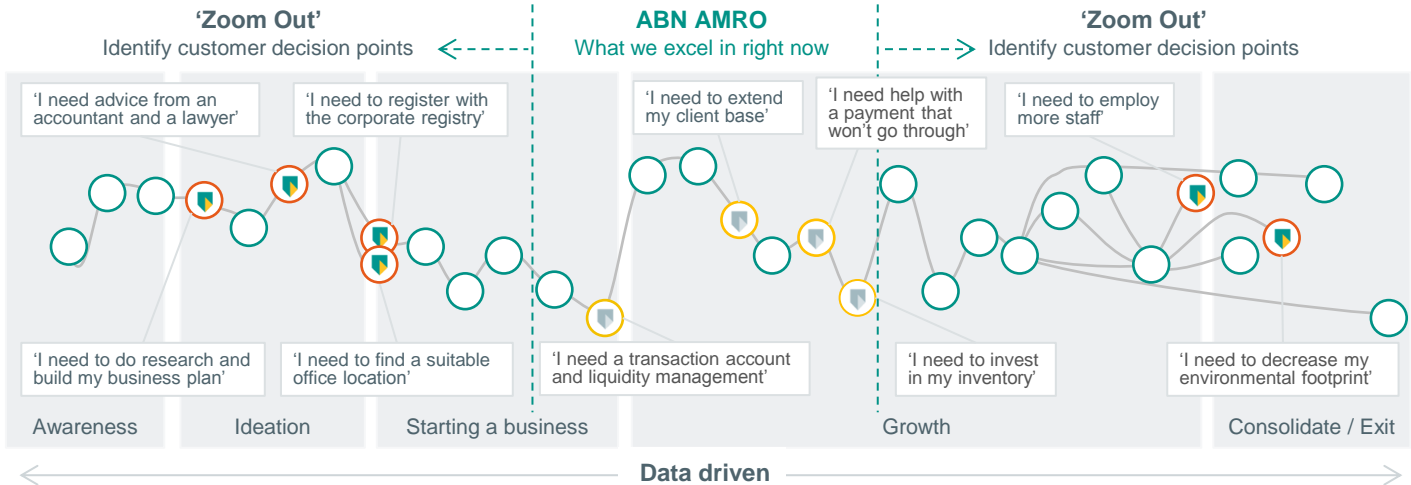 ‘Zoom Out’
Identify customer decision points
ABN AMRO
What we excel in right now
‘Zoom Out’
Identify customer decision points
‘I need advice from an
accountant and a lawyer’
‘I need to register with
the corporate registry’
‘I need to extend
my client base’
‘I need help with
a payment that
won’t go through’
‘I need to employ
more staff’
‘I need to do research and
build my business plan’
‘I need to find a suitable
office location’
‘I need a transaction account
and liquidity management’
‘I need to invest
in my inventory’
‘I need to decrease my
environmental footprint’
Awareness
Ideation
Starting a business
Growth
Consolidate / Exit
Data driven